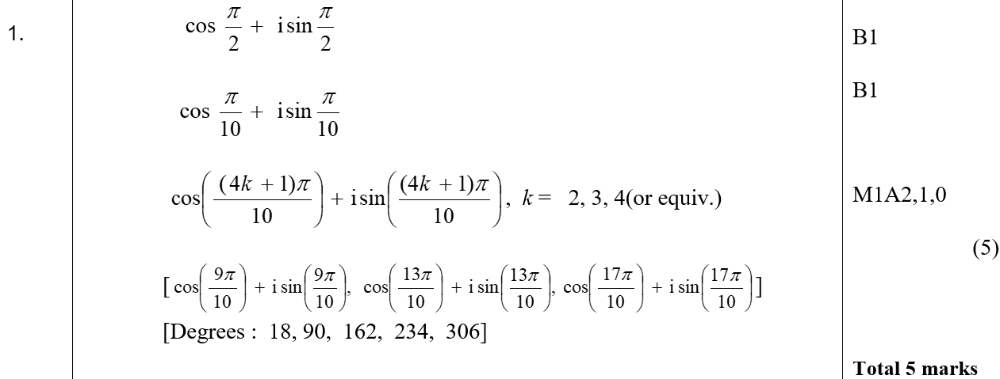 1. cos π/2 + i sin π/2 B1
cos π/10 + i sin π/10 B1
cos((4k + 1)π/10) + i sin((4k + 1)π/10), k = 2, 3, 4(or equiv.) M1A2,1,0
(5)
[ cos(9π/10) + i sin(9π/10), cos(13π/10) + i sin(13π/10), cos(17π/10) + i sin(17π/10) ]
[Degrees : 18, 90, 162, 234, 306]
Total 5 marks